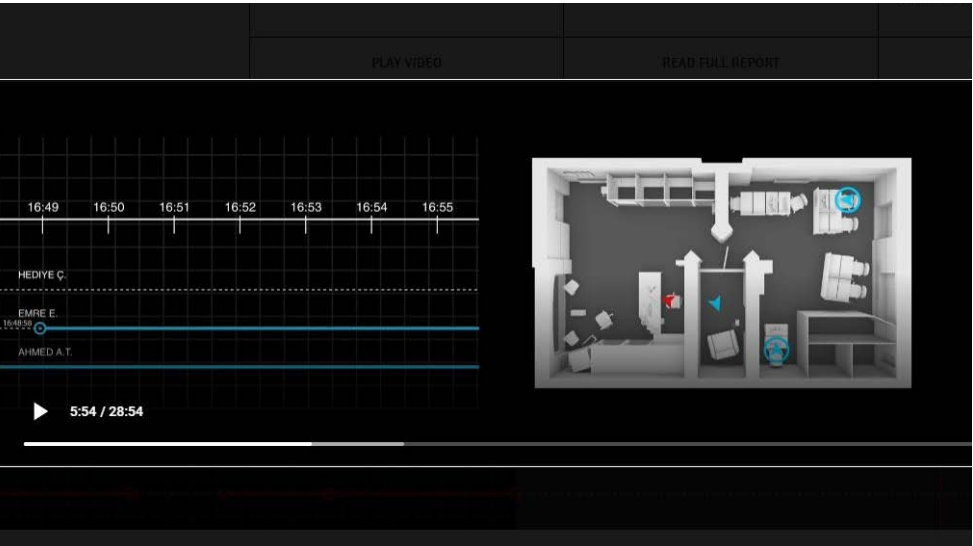 PLAY VIDEO
READ FULL REPORT
16:49 16:50 16:51 16:52 16:53 16:54 16:55
HEDIYE Ç.
EMRE E.
16:48:58
AHMED A.T.
5:54 / 28:54